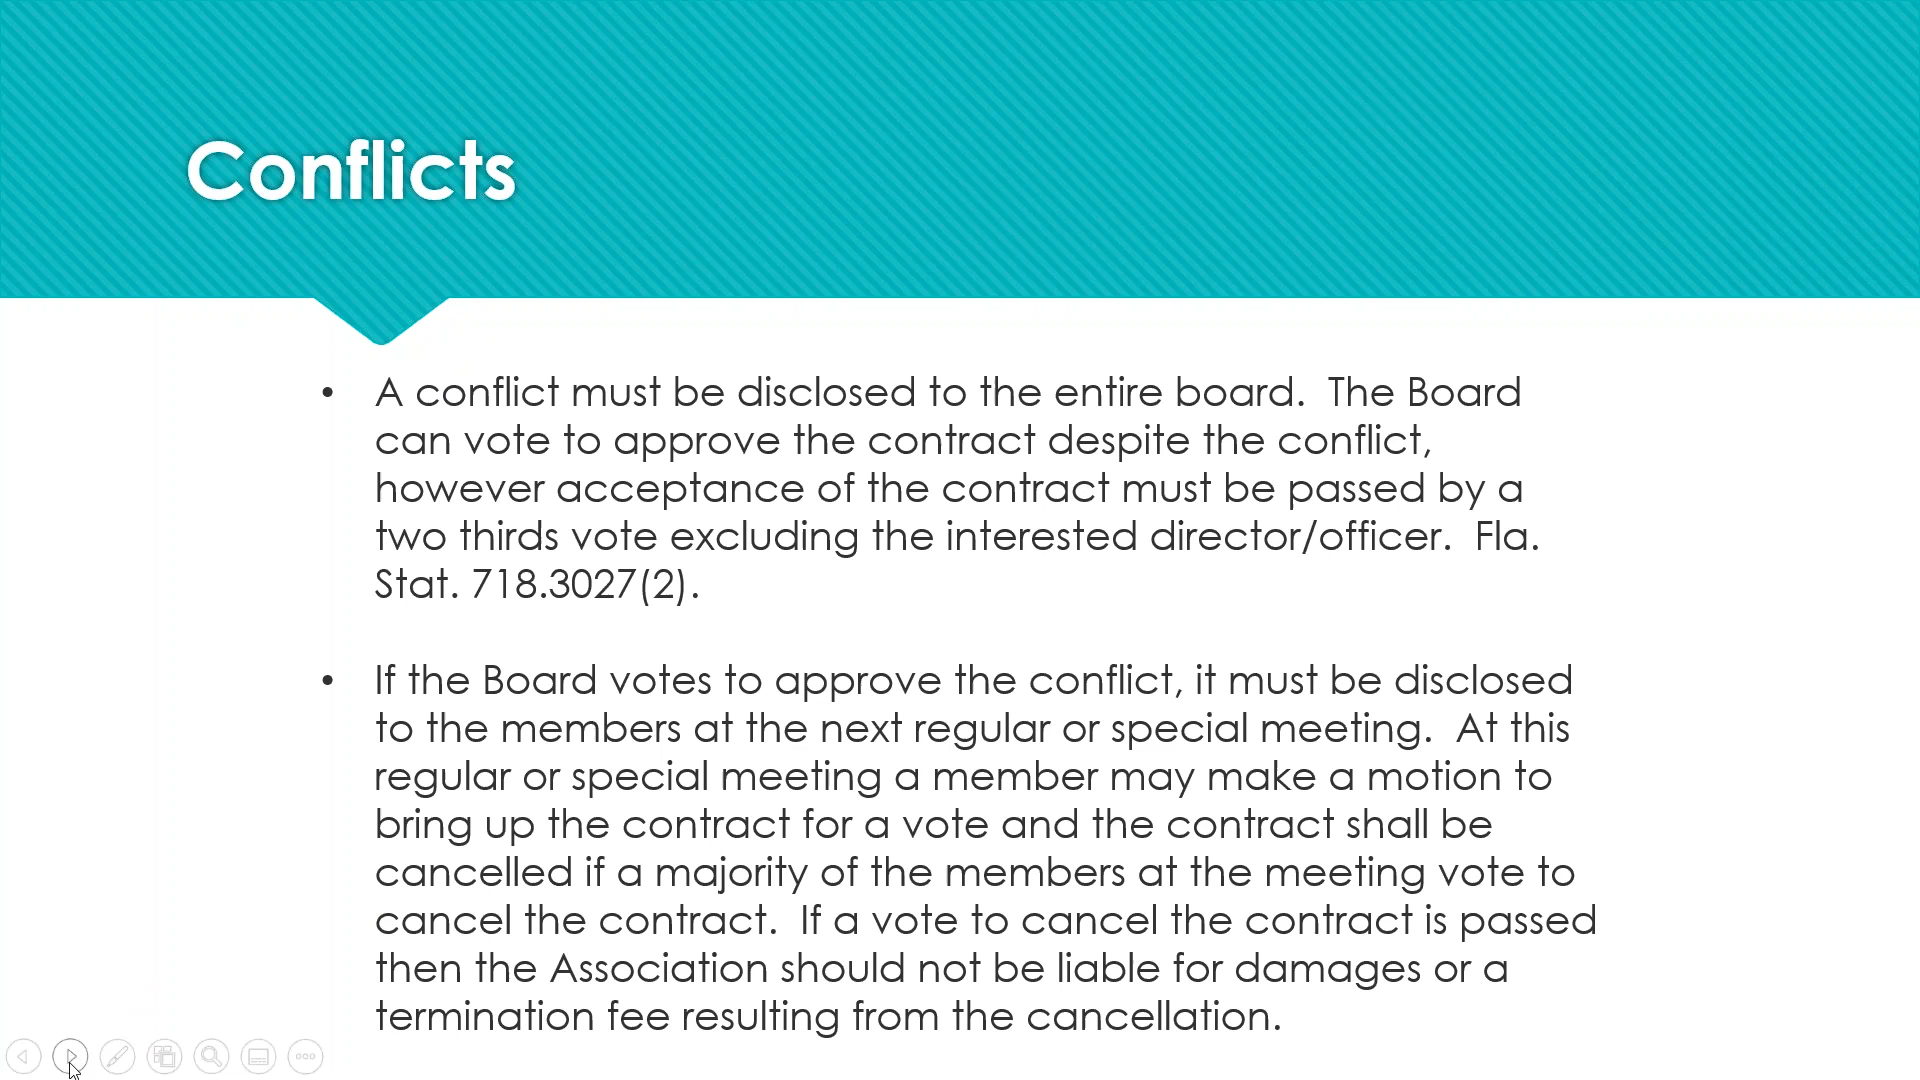 Conflicts
• A conflict must be disclosed to the entire board.  The Board
can vote to approve the contract despite the conflict,
however acceptance of the contract must be passed by a
two thirds vote excluding the interested director/officer.  Fla.
Stat. 718.3027(2).
• If the Board votes to approve the conflict, it must be disclosed
to the members at the next regular or special meeting.  At this
regular or special meeting a member may make a motion to
bring up the contract for a vote and the contract shall be
cancelled if a majority of the members at the meeting vote to
cancel the contract.  If a vote to cancel the contract is passed
then the Association should not be liable for damages or a
termination fee resulting from the cancellation.